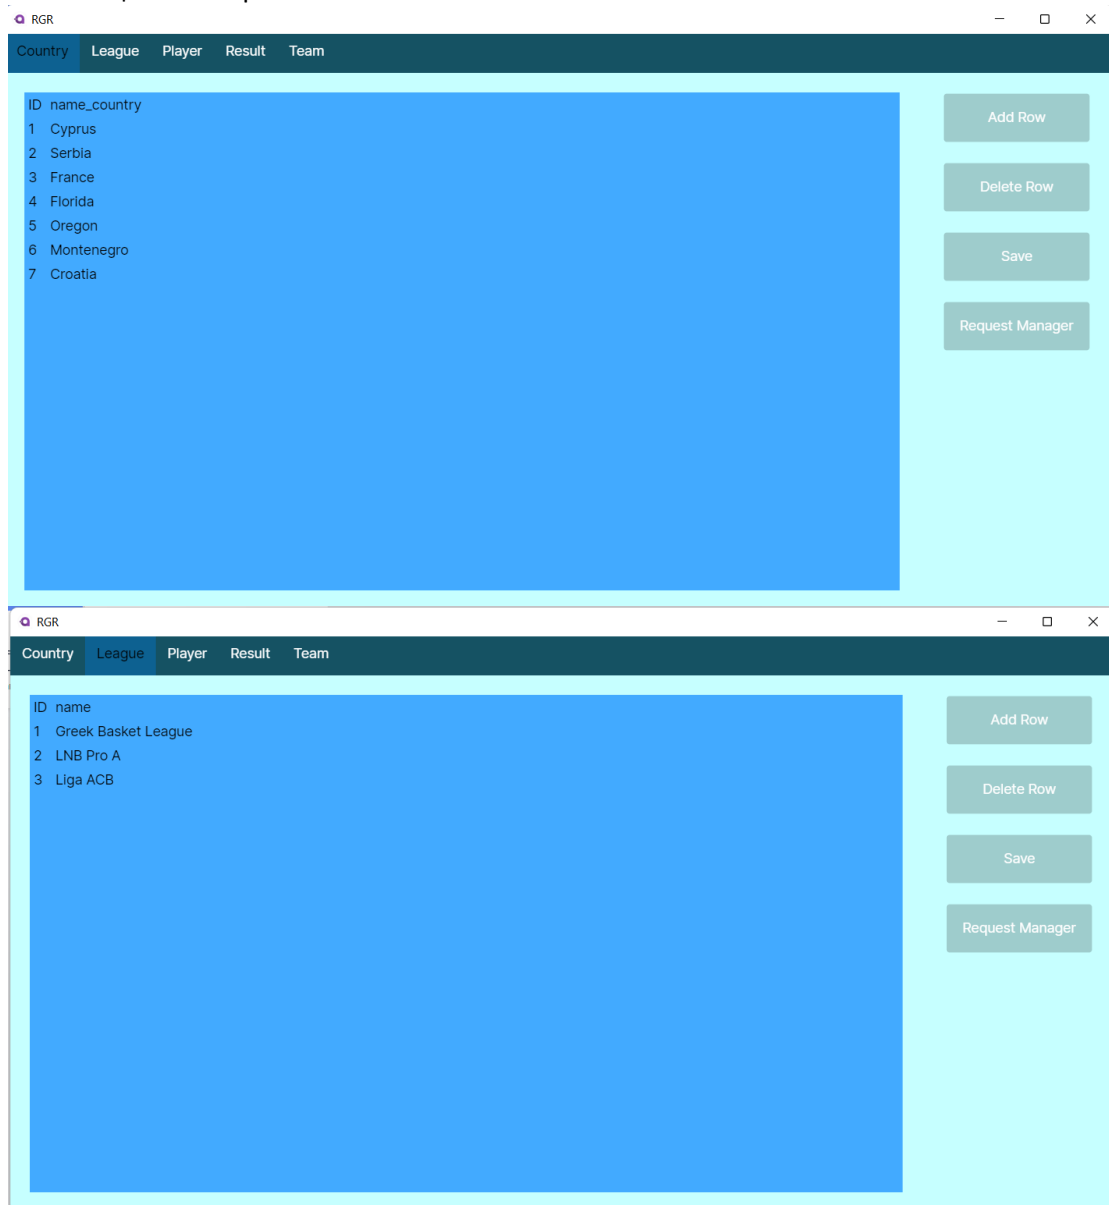 RGR
Country League Player Result Team
ID name_country
1 Cyprus
2 Serbia
3 France
4 Florida
5 Oregon
6 Montenegro
7 Croatia
Add Row
Delete Row
Save
Request Manager
RGR
Country League Player Result Team
ID name
1 Greek Basket League
2 LNB Pro A
3 Liga ACB
Add Row
Delete Row
Save
Request Manager